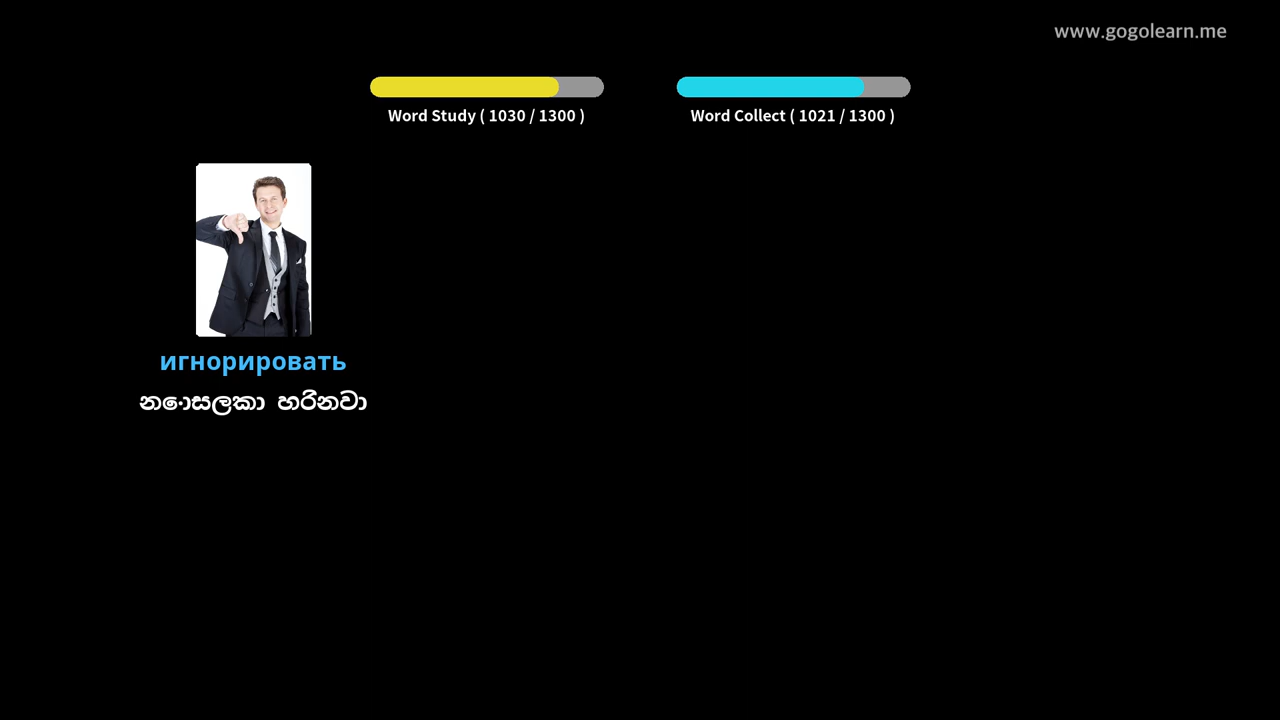 www.gogolearn.me
Word Study ( 1030 / 1300 )
Word Collect ( 1021 / 1300 )
игнорировать
නොසලකා හරිනවා